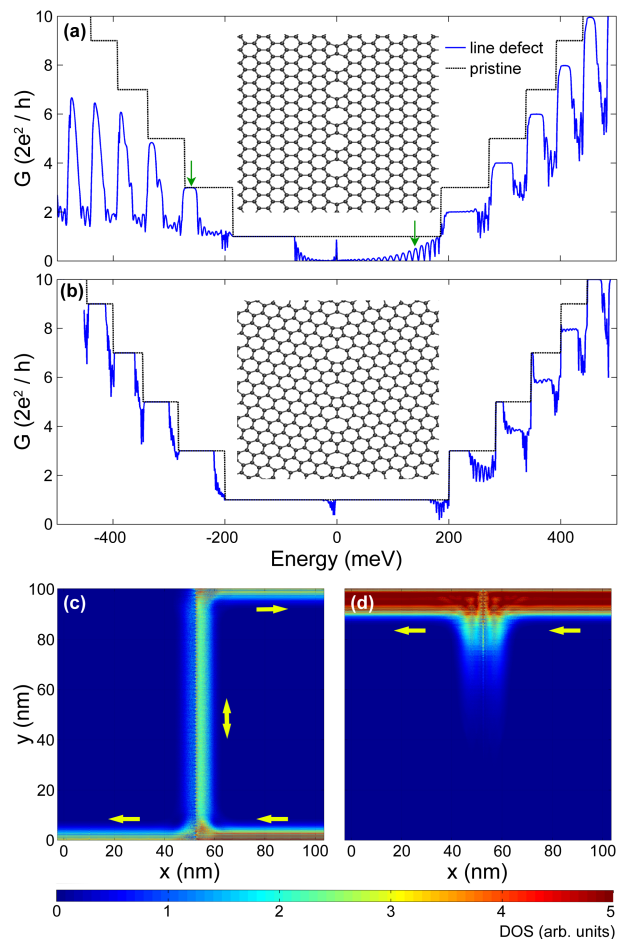 (a)
line defect
pristine
G (2e² / h)
10
8
6
4
2
0
(b)
G (2e² / h)
10
8
6
4
2
0
-400 -200 0 200 400
Energy (meV)
(c) (d)
y (nm)
100
80
60
40
20
0
0 20 40 60 80 100
x (nm)
0 20 40 60 80 100
x (nm)
0 1 2 3 4 5
DOS (arb. units)